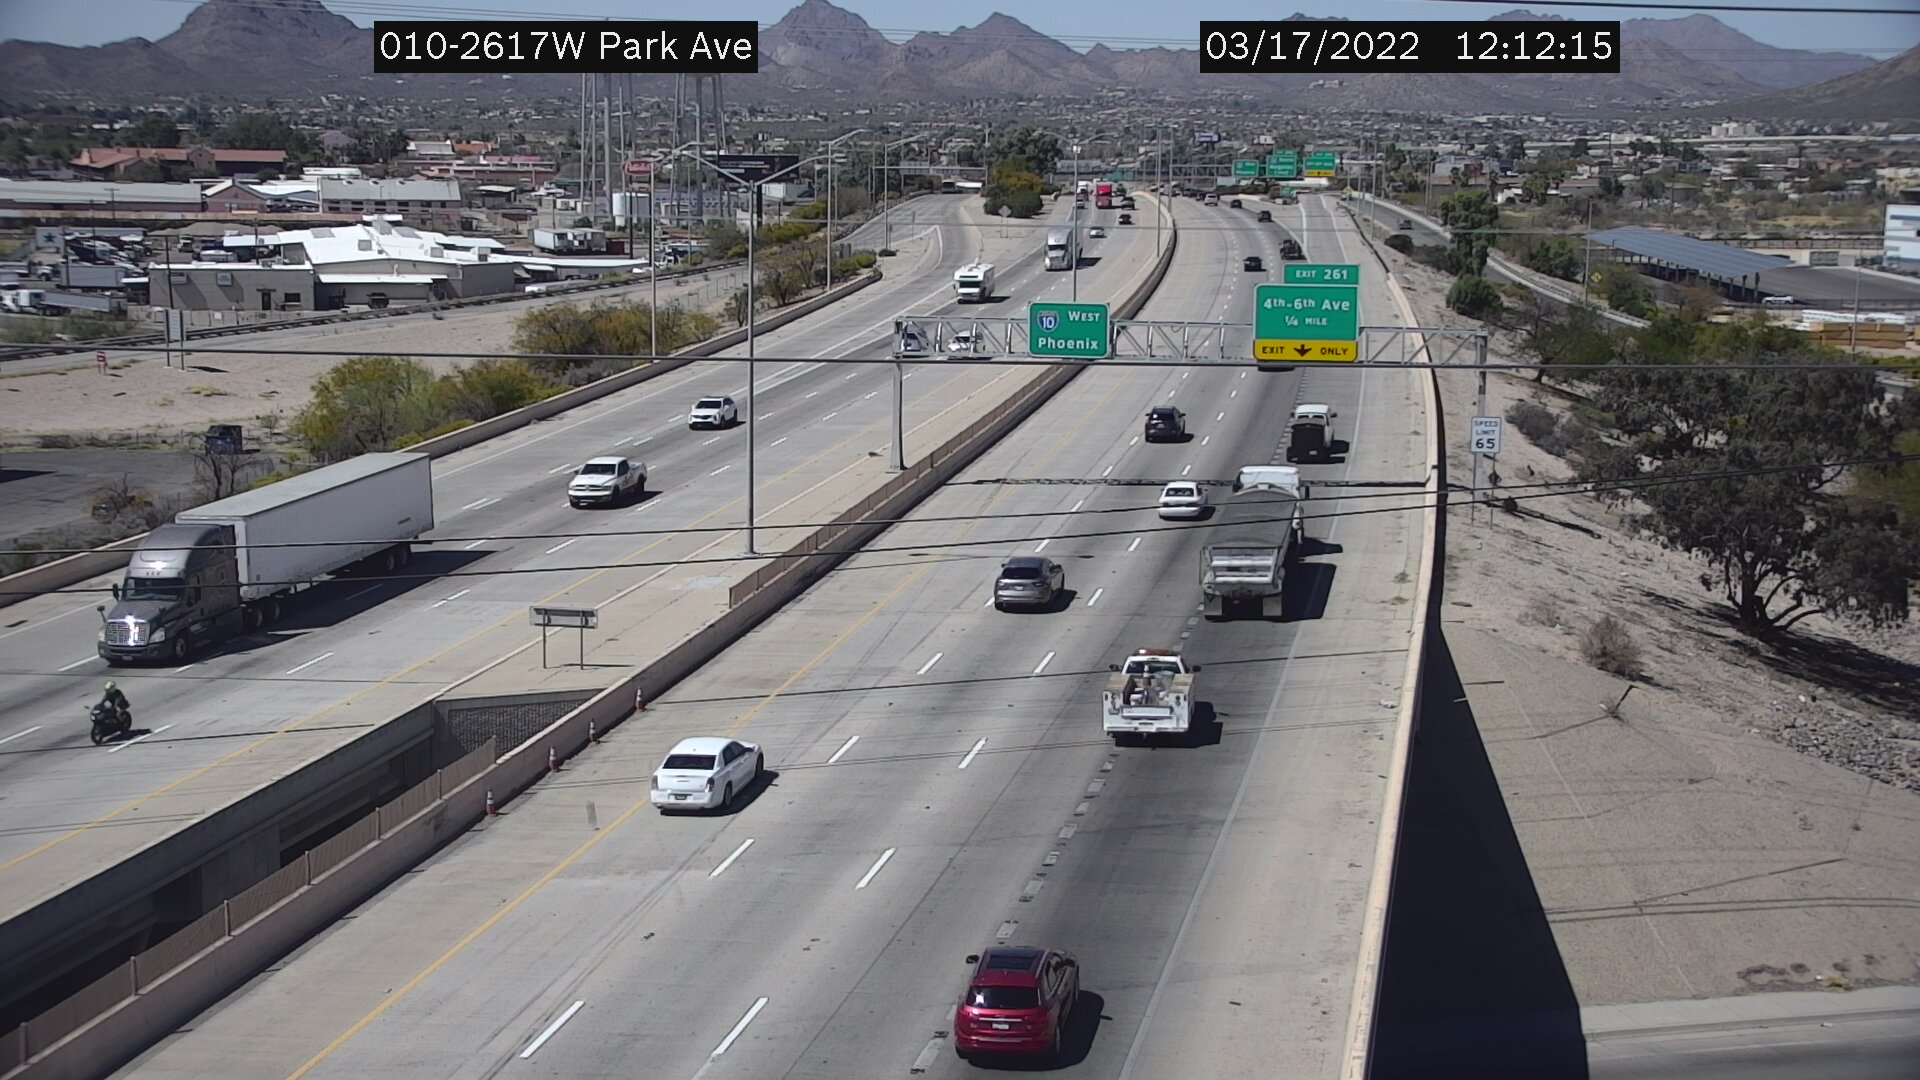 010-2617W Park Ave
03/17/2022 12:12:15
EXIT 261
4th-6th Ave
1/4 MILE
EXIT ONLY
10 WEST
Phoenix
SPEED
LIMIT
65